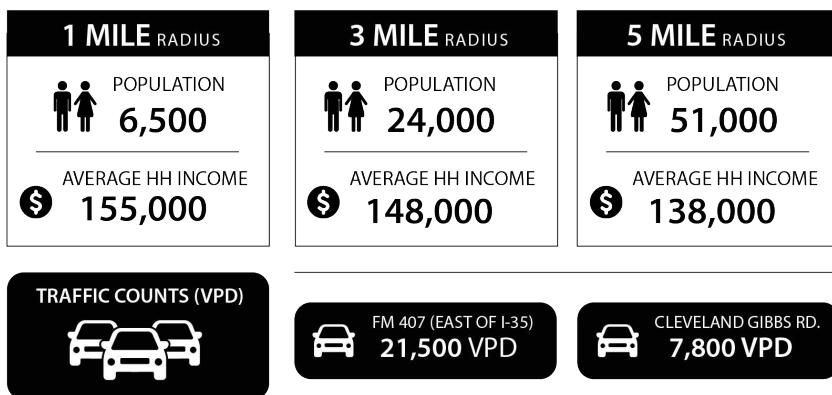 1 MILE RADIUS
POPULATION
6,500
AVERAGE HH INCOME
$ 155,000
3 MILE RADIUS
POPULATION
24,000
AVERAGE HH INCOME
$ 148,000
5 MILE RADIUS
POPULATION
51,000
AVERAGE HH INCOME
$ 138,000
TRAFFIC COUNTS (VPD)
FM 407 (EAST OF I-35)
21,500 VPD
CLEVELAND GIBBS RD.
7,800 VPD